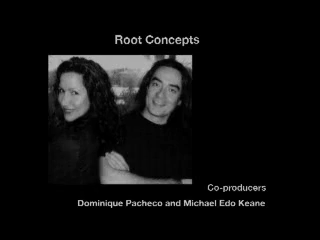 Root Concepts
Co-producers
Dominique Pacheco and Michael Edo Keane